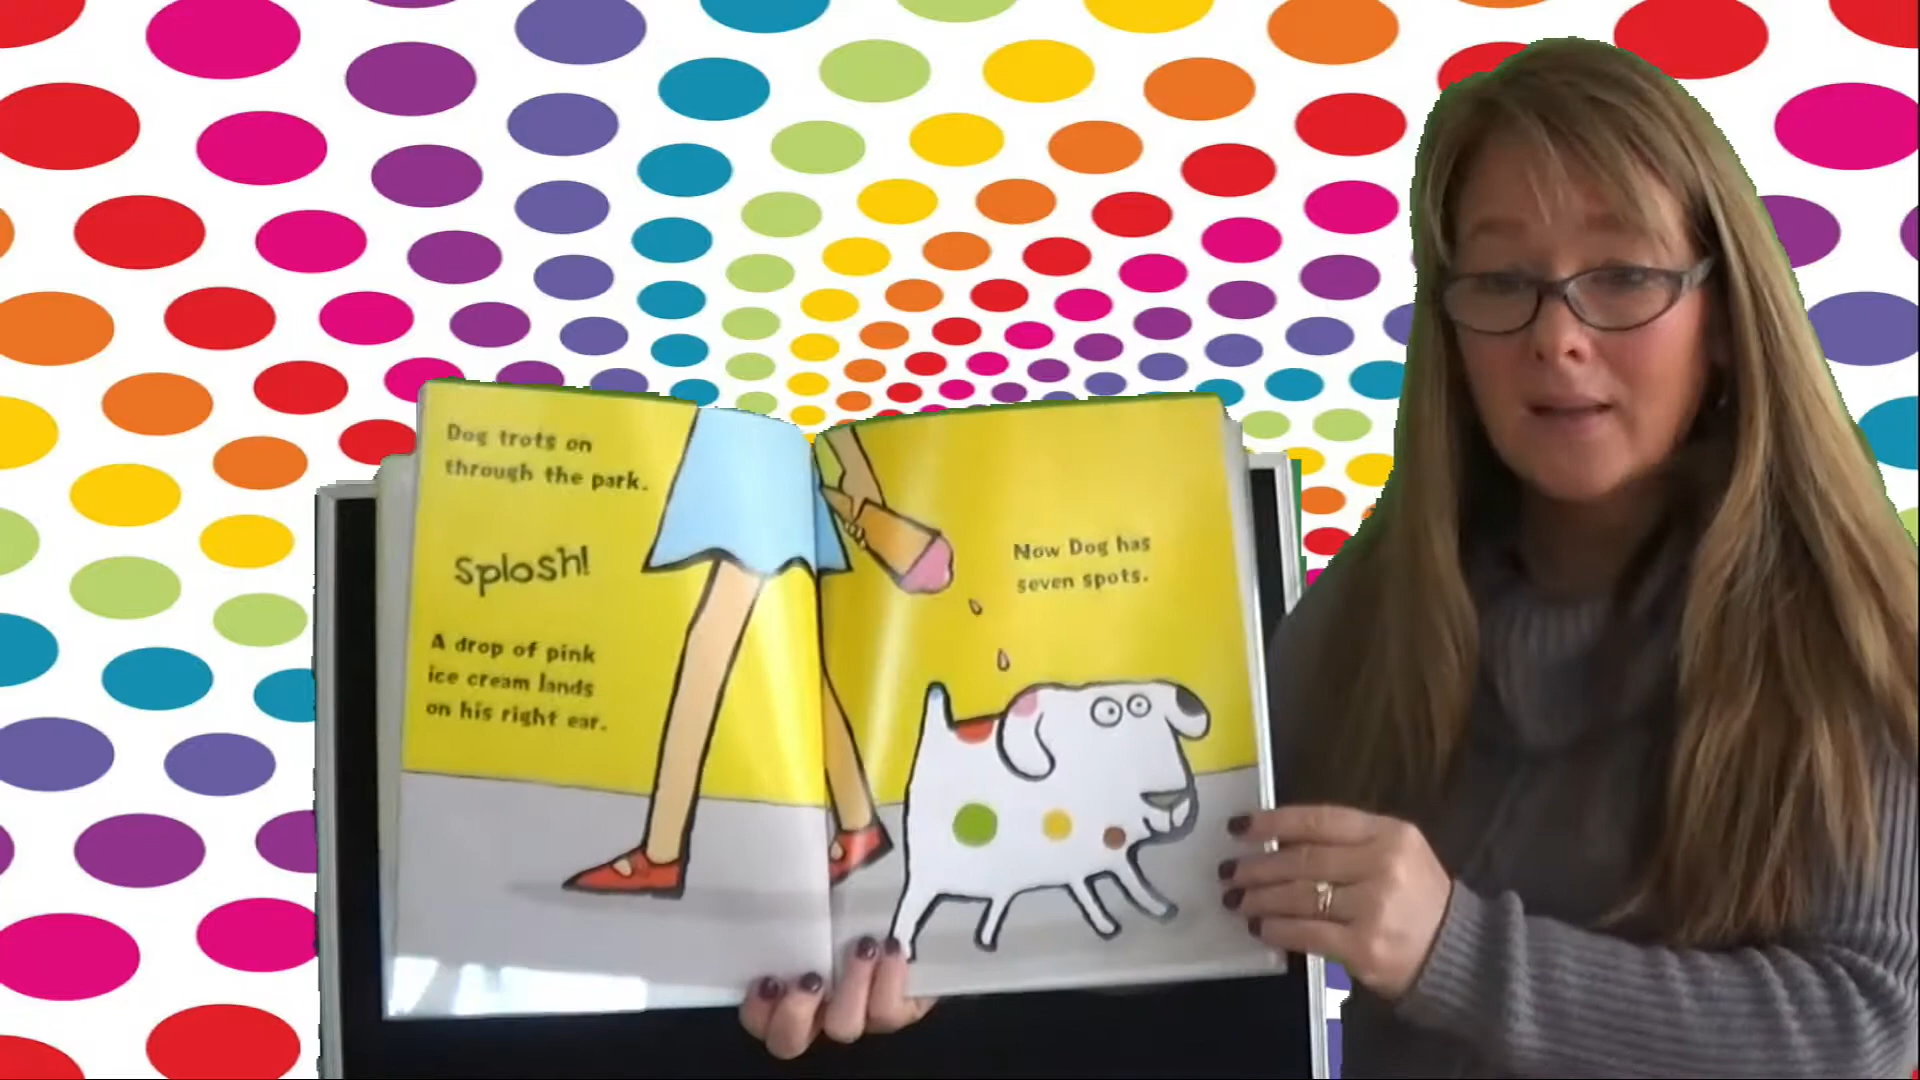 Dog trots on
through the park.
Splosh!
A drop of pink
ice cream lands
on his right ear.
Now Dog has
seven spots.